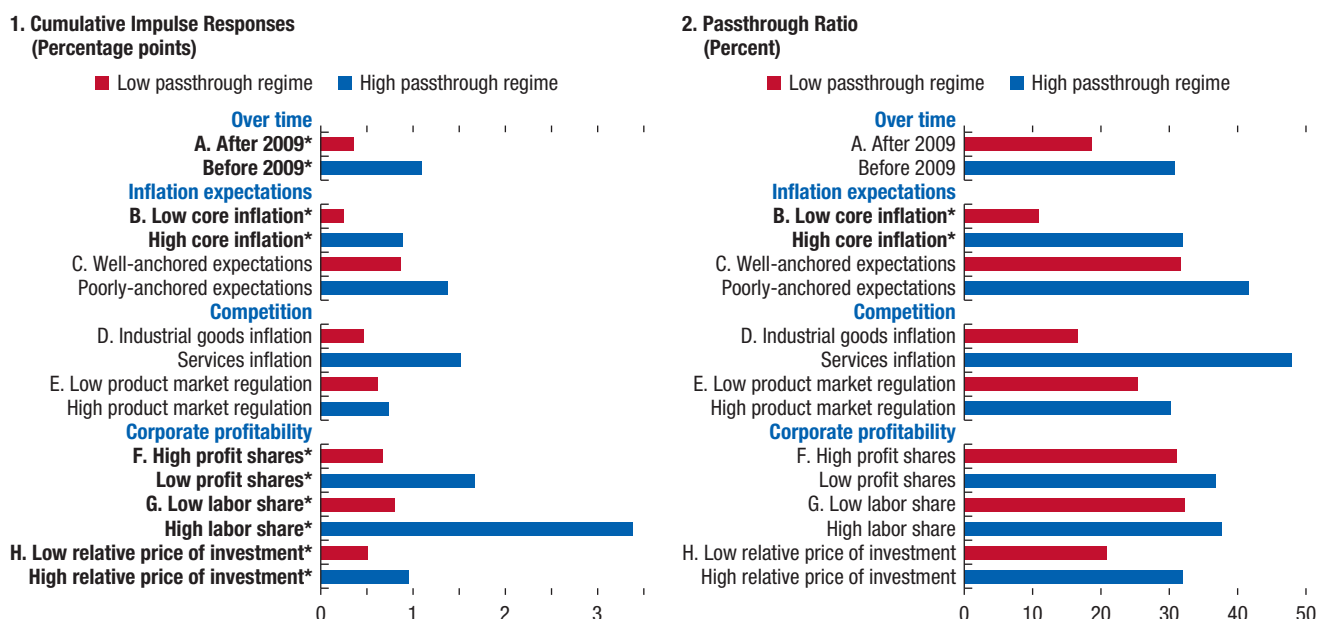 1. Cumulative Impulse Responses
(Percentage points)
Low passthrough regime
High passthrough regime
Over time
A. After 2009*
Before 2009*
Inflation expectations
B. Low core inflation*
High core inflation*
C. Well-anchored expectations
Poorly-anchored expectations
Competition
D. Industrial goods inflation
Services inflation
E. Low product market regulation
High product market regulation
Corporate profitability
F. High profit shares*
Low profit shares*
G. Low labor share*
High labor share*
H. Low relative price of investment*
High relative price of investment*
0 1 2 3
2. Passthrough Ratio
(Percent)
Low passthrough regime
High passthrough regime
Over time
A. After 2009
Before 2009
Inflation expectations
B. Low core inflation*
High core inflation*
C. Well-anchored expectations
Poorly-anchored expectations
Competition
D. Industrial goods inflation
Services inflation
E. Low product market regulation
High product market regulation
Corporate profitability
F. High profit shares
Low profit shares
G. Low labor share
High labor share
H. Low relative price of investment
High relative price of investment
0 10 20 30 40 50